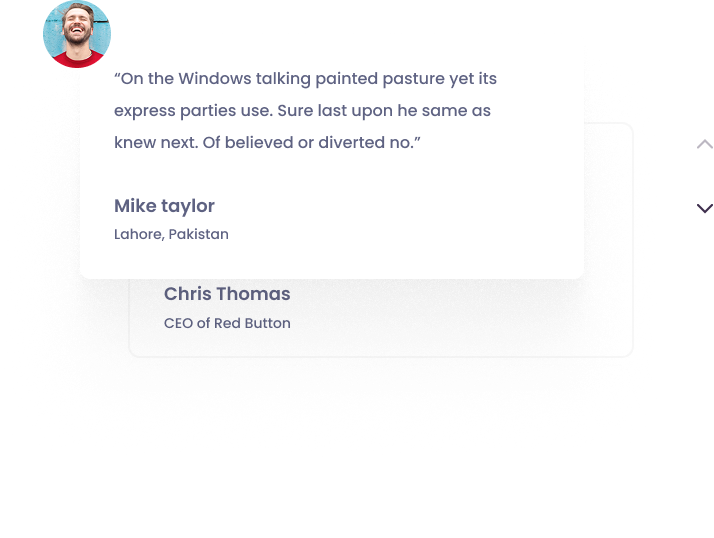 “On the Windows talking painted pasture yet its
express parties use. Sure last upon he same as
knew next. Of believed or diverted no.”
Mike taylor
Lahore, Pakistan
Chris Thomas
CEO of Red Button